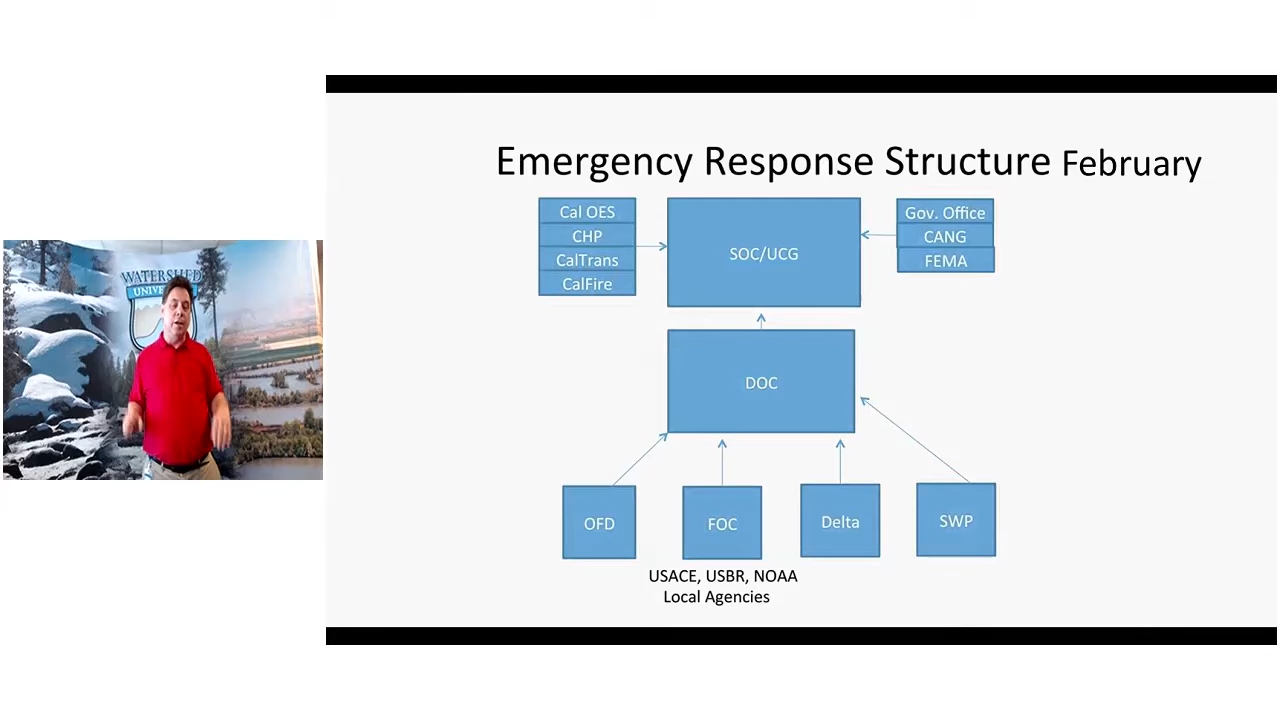 Emergency Response Structure February
Cal OES
CHP
CalTrans
CalFire
SOC/UCG
Gov. Office
CANG
FEMA
DOC
OFD
FOC
Delta
SWP
USACE, USBR, NOAA
Local Agencies
WATERSHED